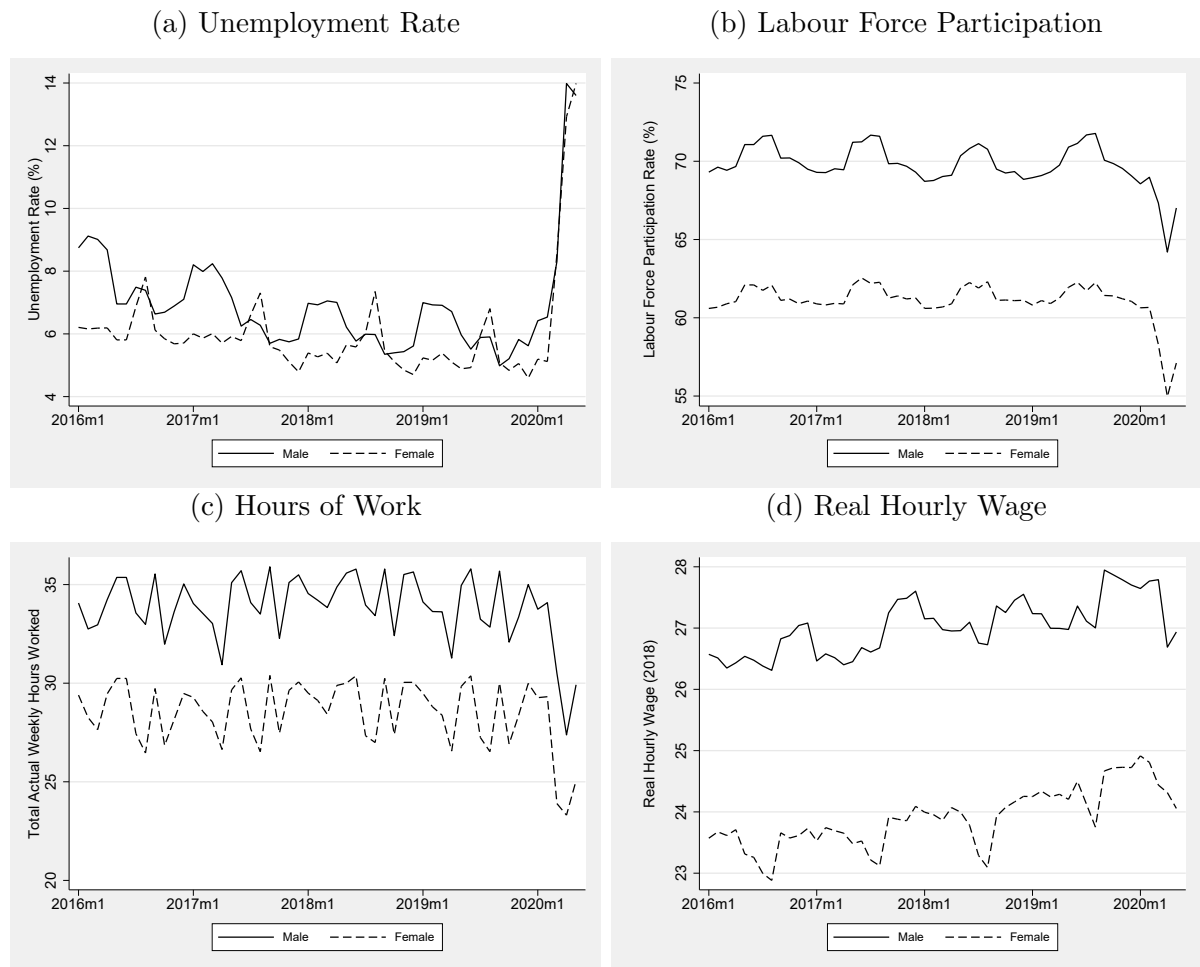 (a) Unemployment Rate
Unemployment Rate (%)
14
12
10
8
6
4
2016m1 2017m1 2018m1 2019m1 2020m1
Male Female
(b) Labour Force Participation
Labour Force Participation Rate (%)
75
70
65
60
55
2016m1 2017m1 2018m1 2019m1 2020m1
Male Female
(c) Hours of Work
Total Actual Weekly Hours Worked
35
30
25
20
2016m1 2017m1 2018m1 2019m1 2020m1
Male Female
(d) Real Hourly Wage
Real Hourly Wage (2018)
28
27
26
25
24
23
2016m1 2017m1 2018m1 2019m1 2020m1
Male Female